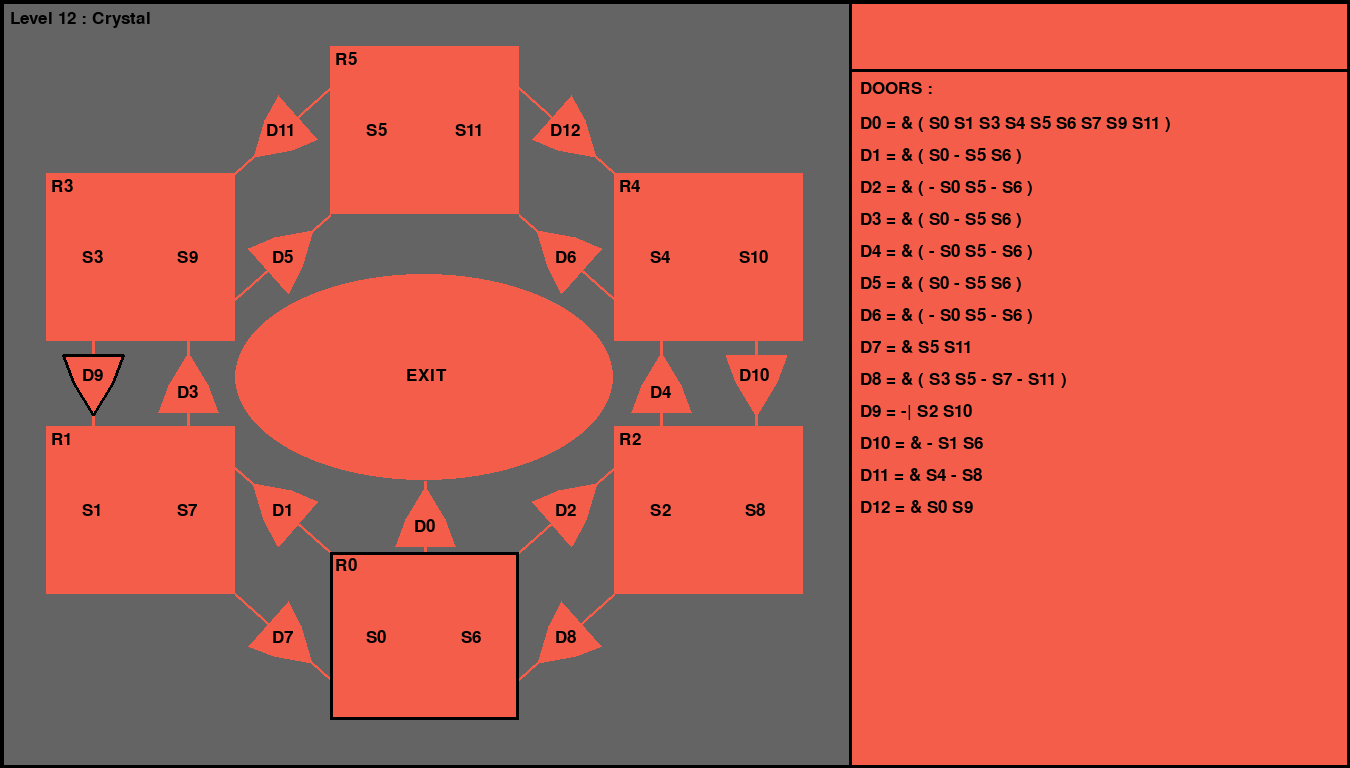 Level 12 : Crystal
R5
D11
S5 S11
D12
R3
R4
S3 S9
D5
D6
S4 S10
D9
D3
EXIT
D4
D10
R1
R2
S1 S7
D1
D0
D2
S2 S8
R0
D7
S0 S6
D8
DOORS :
D0 = & ( S0 S1 S3 S4 S5 S6 S7 S9 S11 )
D1 = & ( S0 - S5 S6 )
D2 = & ( - S0 S5 - S6 )
D3 = & ( S0 - S5 S6 )
D4 = & ( - S0 S5 - S6 )
D5 = & ( S0 - S5 S6 )
D6 = & ( - S0 S5 - S6 )
D7 = & S5 S11
D8 = & ( S3 S5 - S7 - S11 )
D9 = -| S2 S10
D10 = & - S1 S6
D11 = & S4 - S8
D12 = & S0 S9